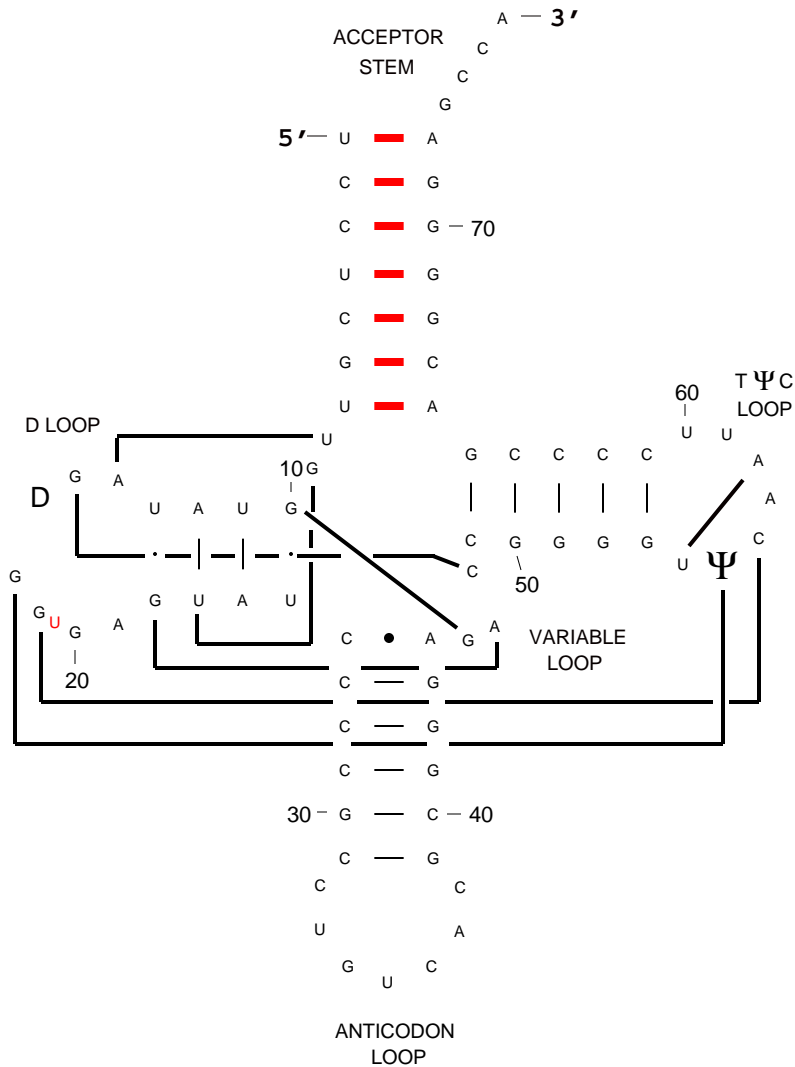 A 3'
ACCEPTOR
STEM
C
C
G
5' U A
C G
C G 70
U G
C G
G C
U A
T Ψ C
LOOP
60
D LOOP
U
U U
G C C C C
10 G
G A
A
D
U A U G
A
C G G G G
C
U Ψ
C
50
G
G U A U
G U G A
20
C A G A
VARIABLE
LOOP
C G
C G
C G
30 G C 40
C G
C C
U A
G C
U
ANTICODON
LOOP